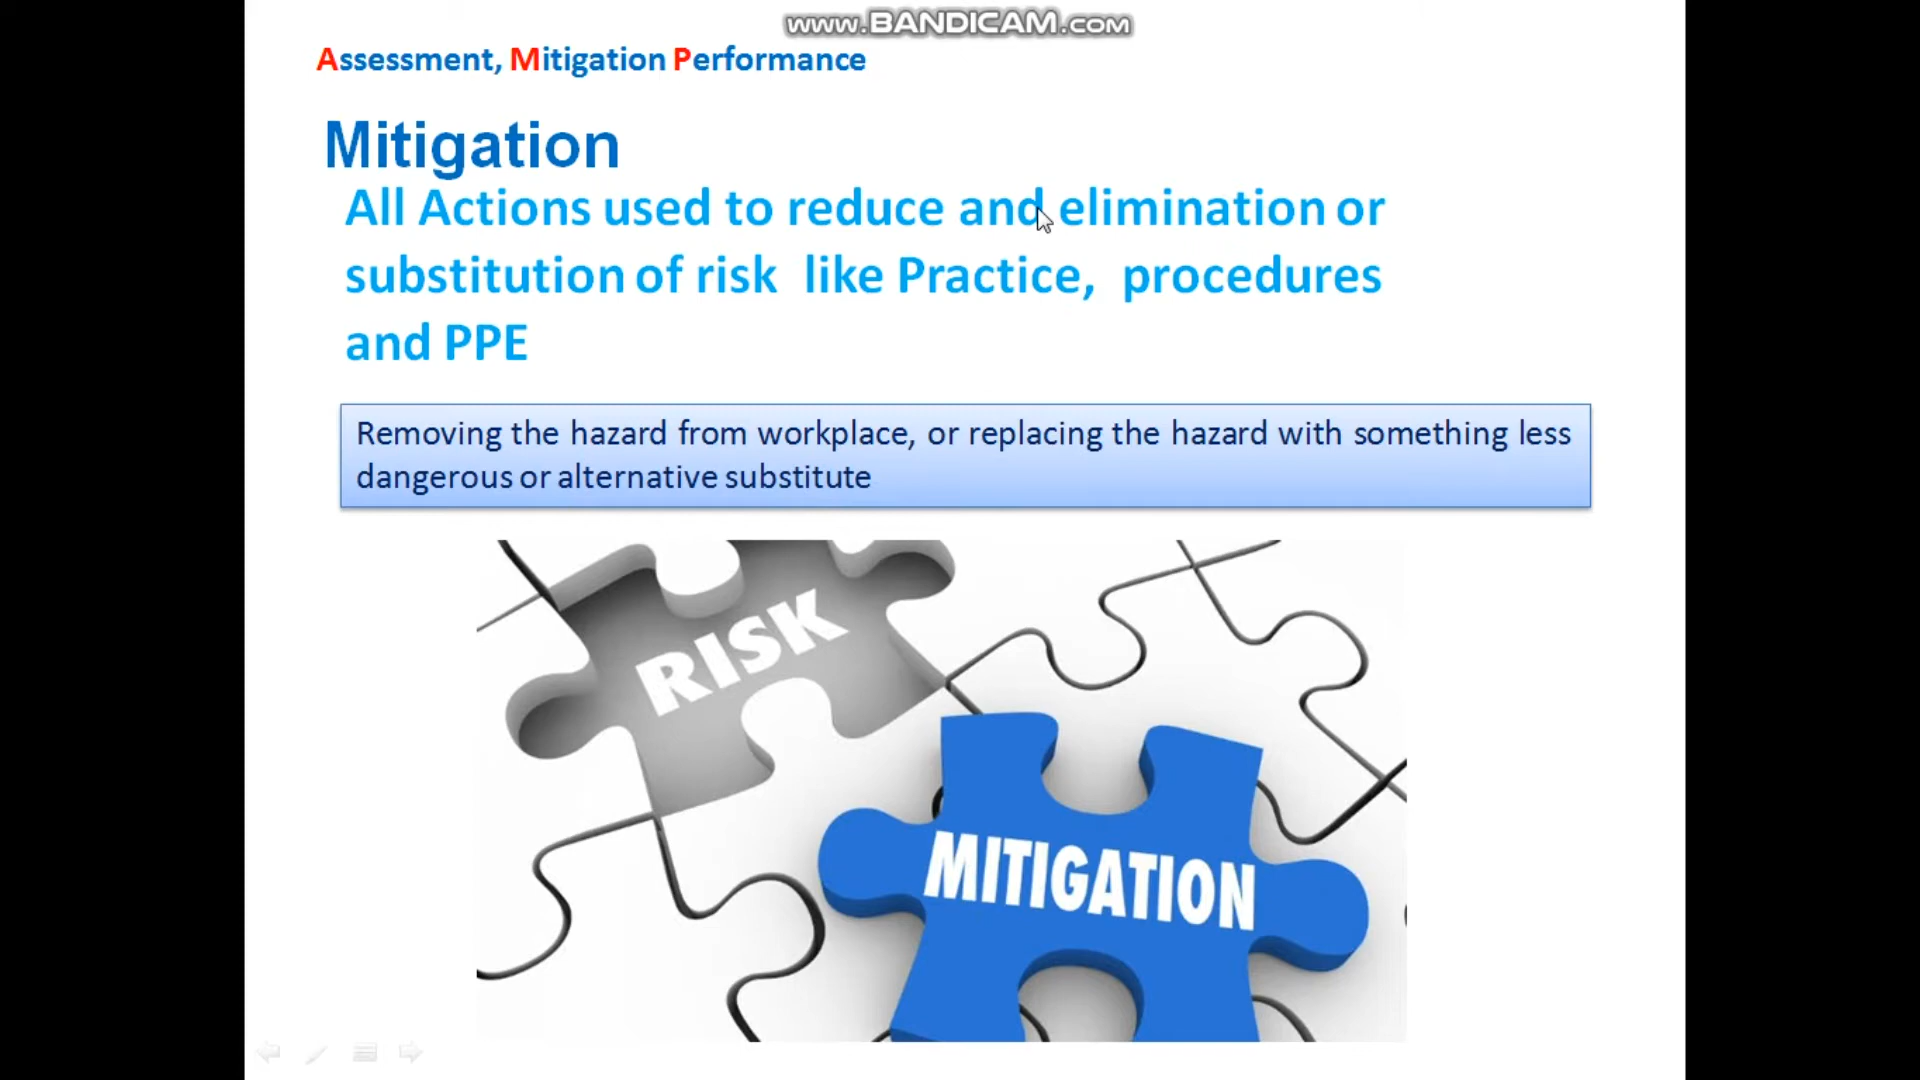 www.BANDICAM.com
Assessment, Mitigation Performance
Mitigation
All Actions used to reduce and elimination or
substitution of risk like Practice, procedures
and PPE
Removing the hazard from workplace, or replacing the hazard with something less
dangerous or alternative substitute
RISK
MITIGATION